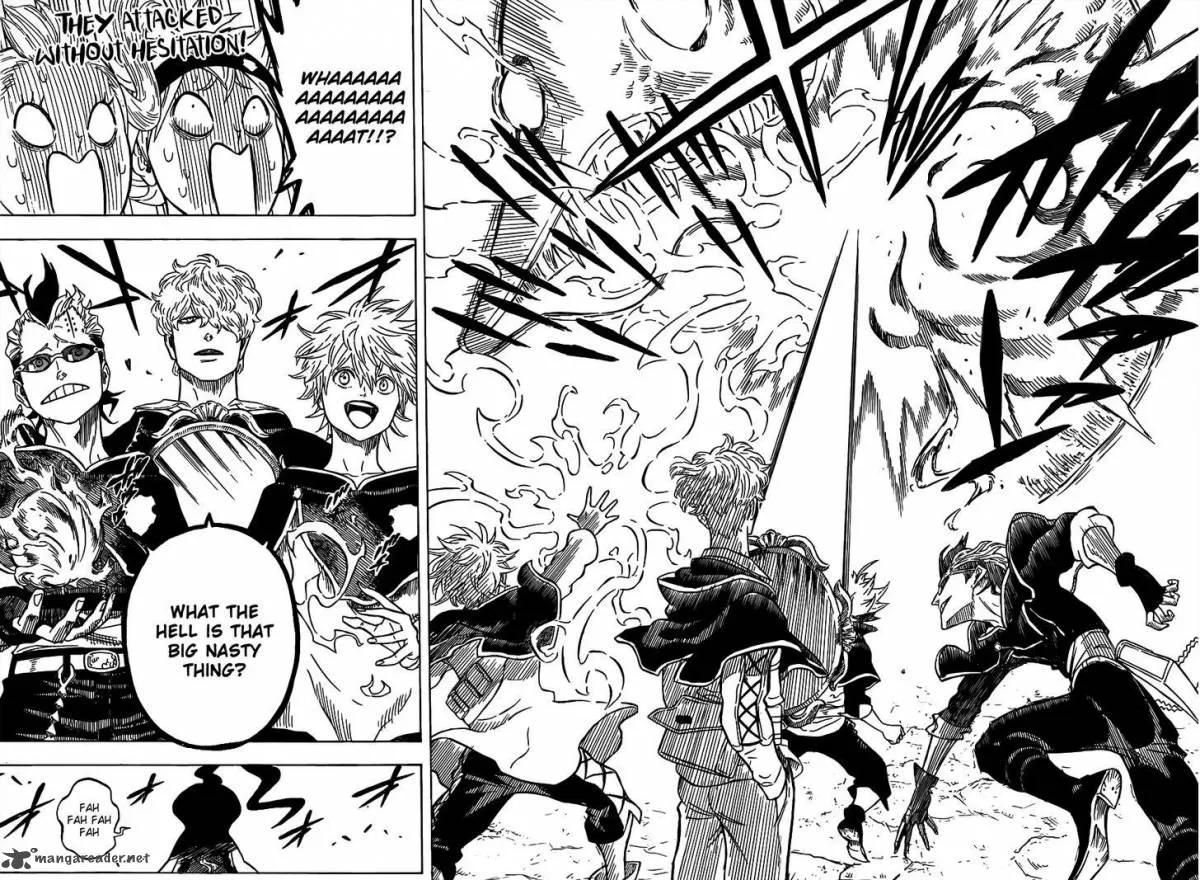 THEY ATTACKED
WITHOUT HESITATION!
WHAAAAAA
AAAAAAAAA
AAAAAAAAA
AAAAT!!?
WHAT THE
HELL IS THAT
BIG NASTY
THING?
FAH
FAH FAH
FAH
mangareader.net